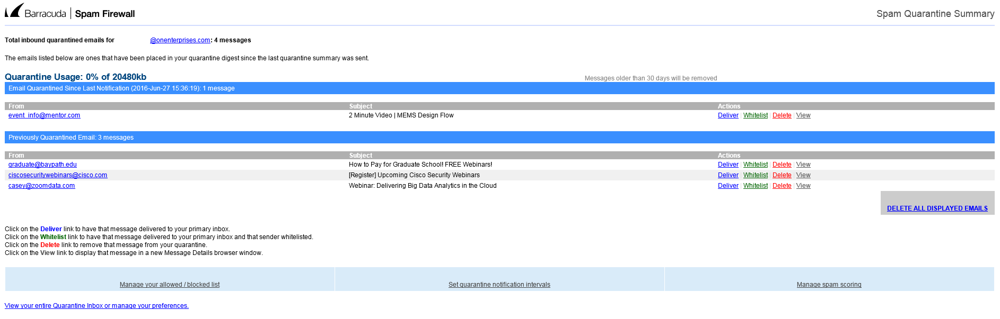 Barracuda | Spam Firewall
Spam Quarantine Summary
Total inbound quarantined emails for @onenterprises.com: 4 messages
The emails listed below are ones that have been placed in your quarantine digest since the last quarantine summary was sent.
Quarantine Usage: 0% of 20480kb
Messages older than 30 days will be removed
Email Quarantined Since Last Notification (2016-Jun-27 15:36:19): 1 message
From Subject Actions
event_info@mentor.com 2 Minute Video | MEMS Design Flow Deliver | Whitelist | Delete | View
Previously Quarantined Email: 3 messages
From Subject Actions
graduate@baypath.edu How to Pay for Graduate School! FREE Webinars! Deliver | Whitelist | Delete | View
ciscosecuritywebinars@cisco.com [Register] Upcoming Cisco Security Webinars Deliver | Whitelist | Delete | View
casey@zoomdata.com Webinar: Delivering Big Data Analytics in the Cloud Deliver | Whitelist | Delete | View
DELETE ALL DISPLAYED EMAILS
Click on the Deliver link to have that message delivered to your primary inbox.
Click on the Whitelist link to have that message delivered to your primary inbox and that sender whitelisted.
Click on the Delete link to remove that message from your quarantine.
Click on the View link to display that message in a new Message Details browser window.
Manage your allowed / blocked list Set quarantine notification intervals Manage spam scoring
View your entire Quarantine Inbox or manage your preferences.